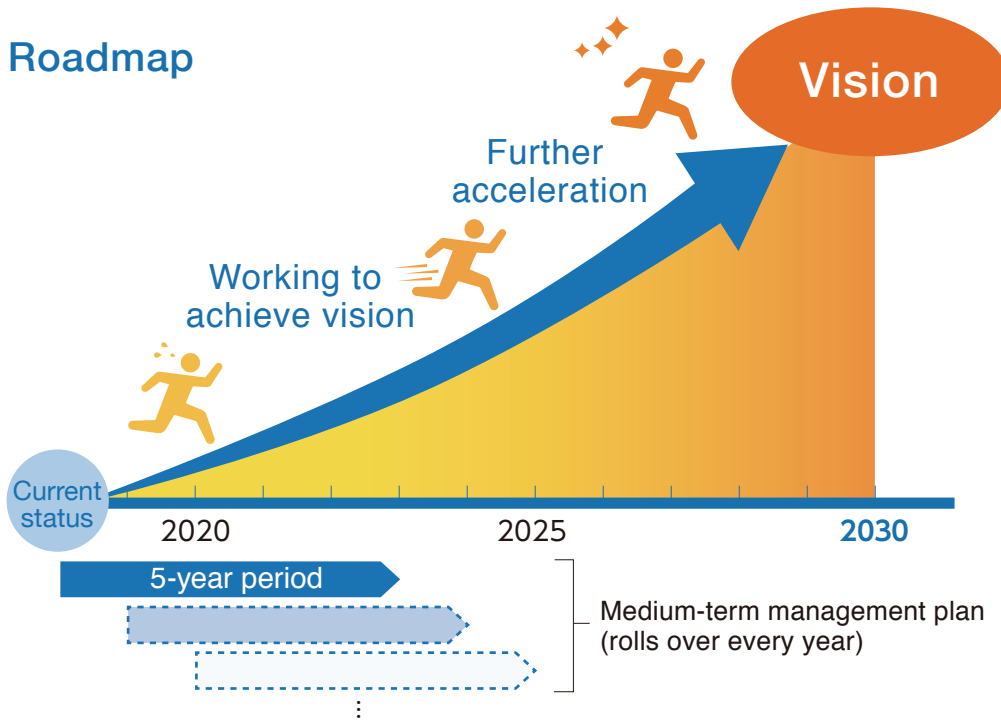 Roadmap
Vision
Further
acceleration
Working to
achieve vision
Current
status
2020
2025
2030
5-year period
Medium-term management plan
(rolls over every year)